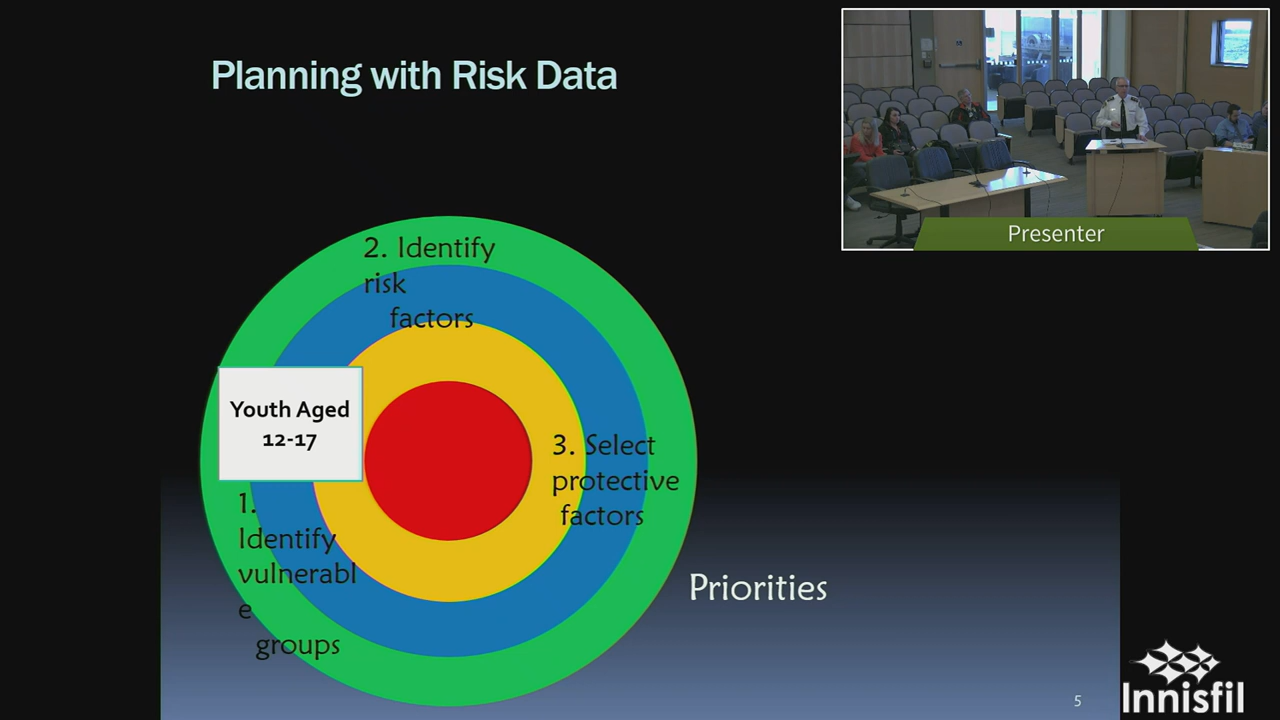 Planning with Risk Data
Presenter
2. Identify
risk
factors
Youth Aged
12-17
3. Select
protective
factors
1.
Identify
vulnerabl
e
groups
Priorities
5
Innisfil